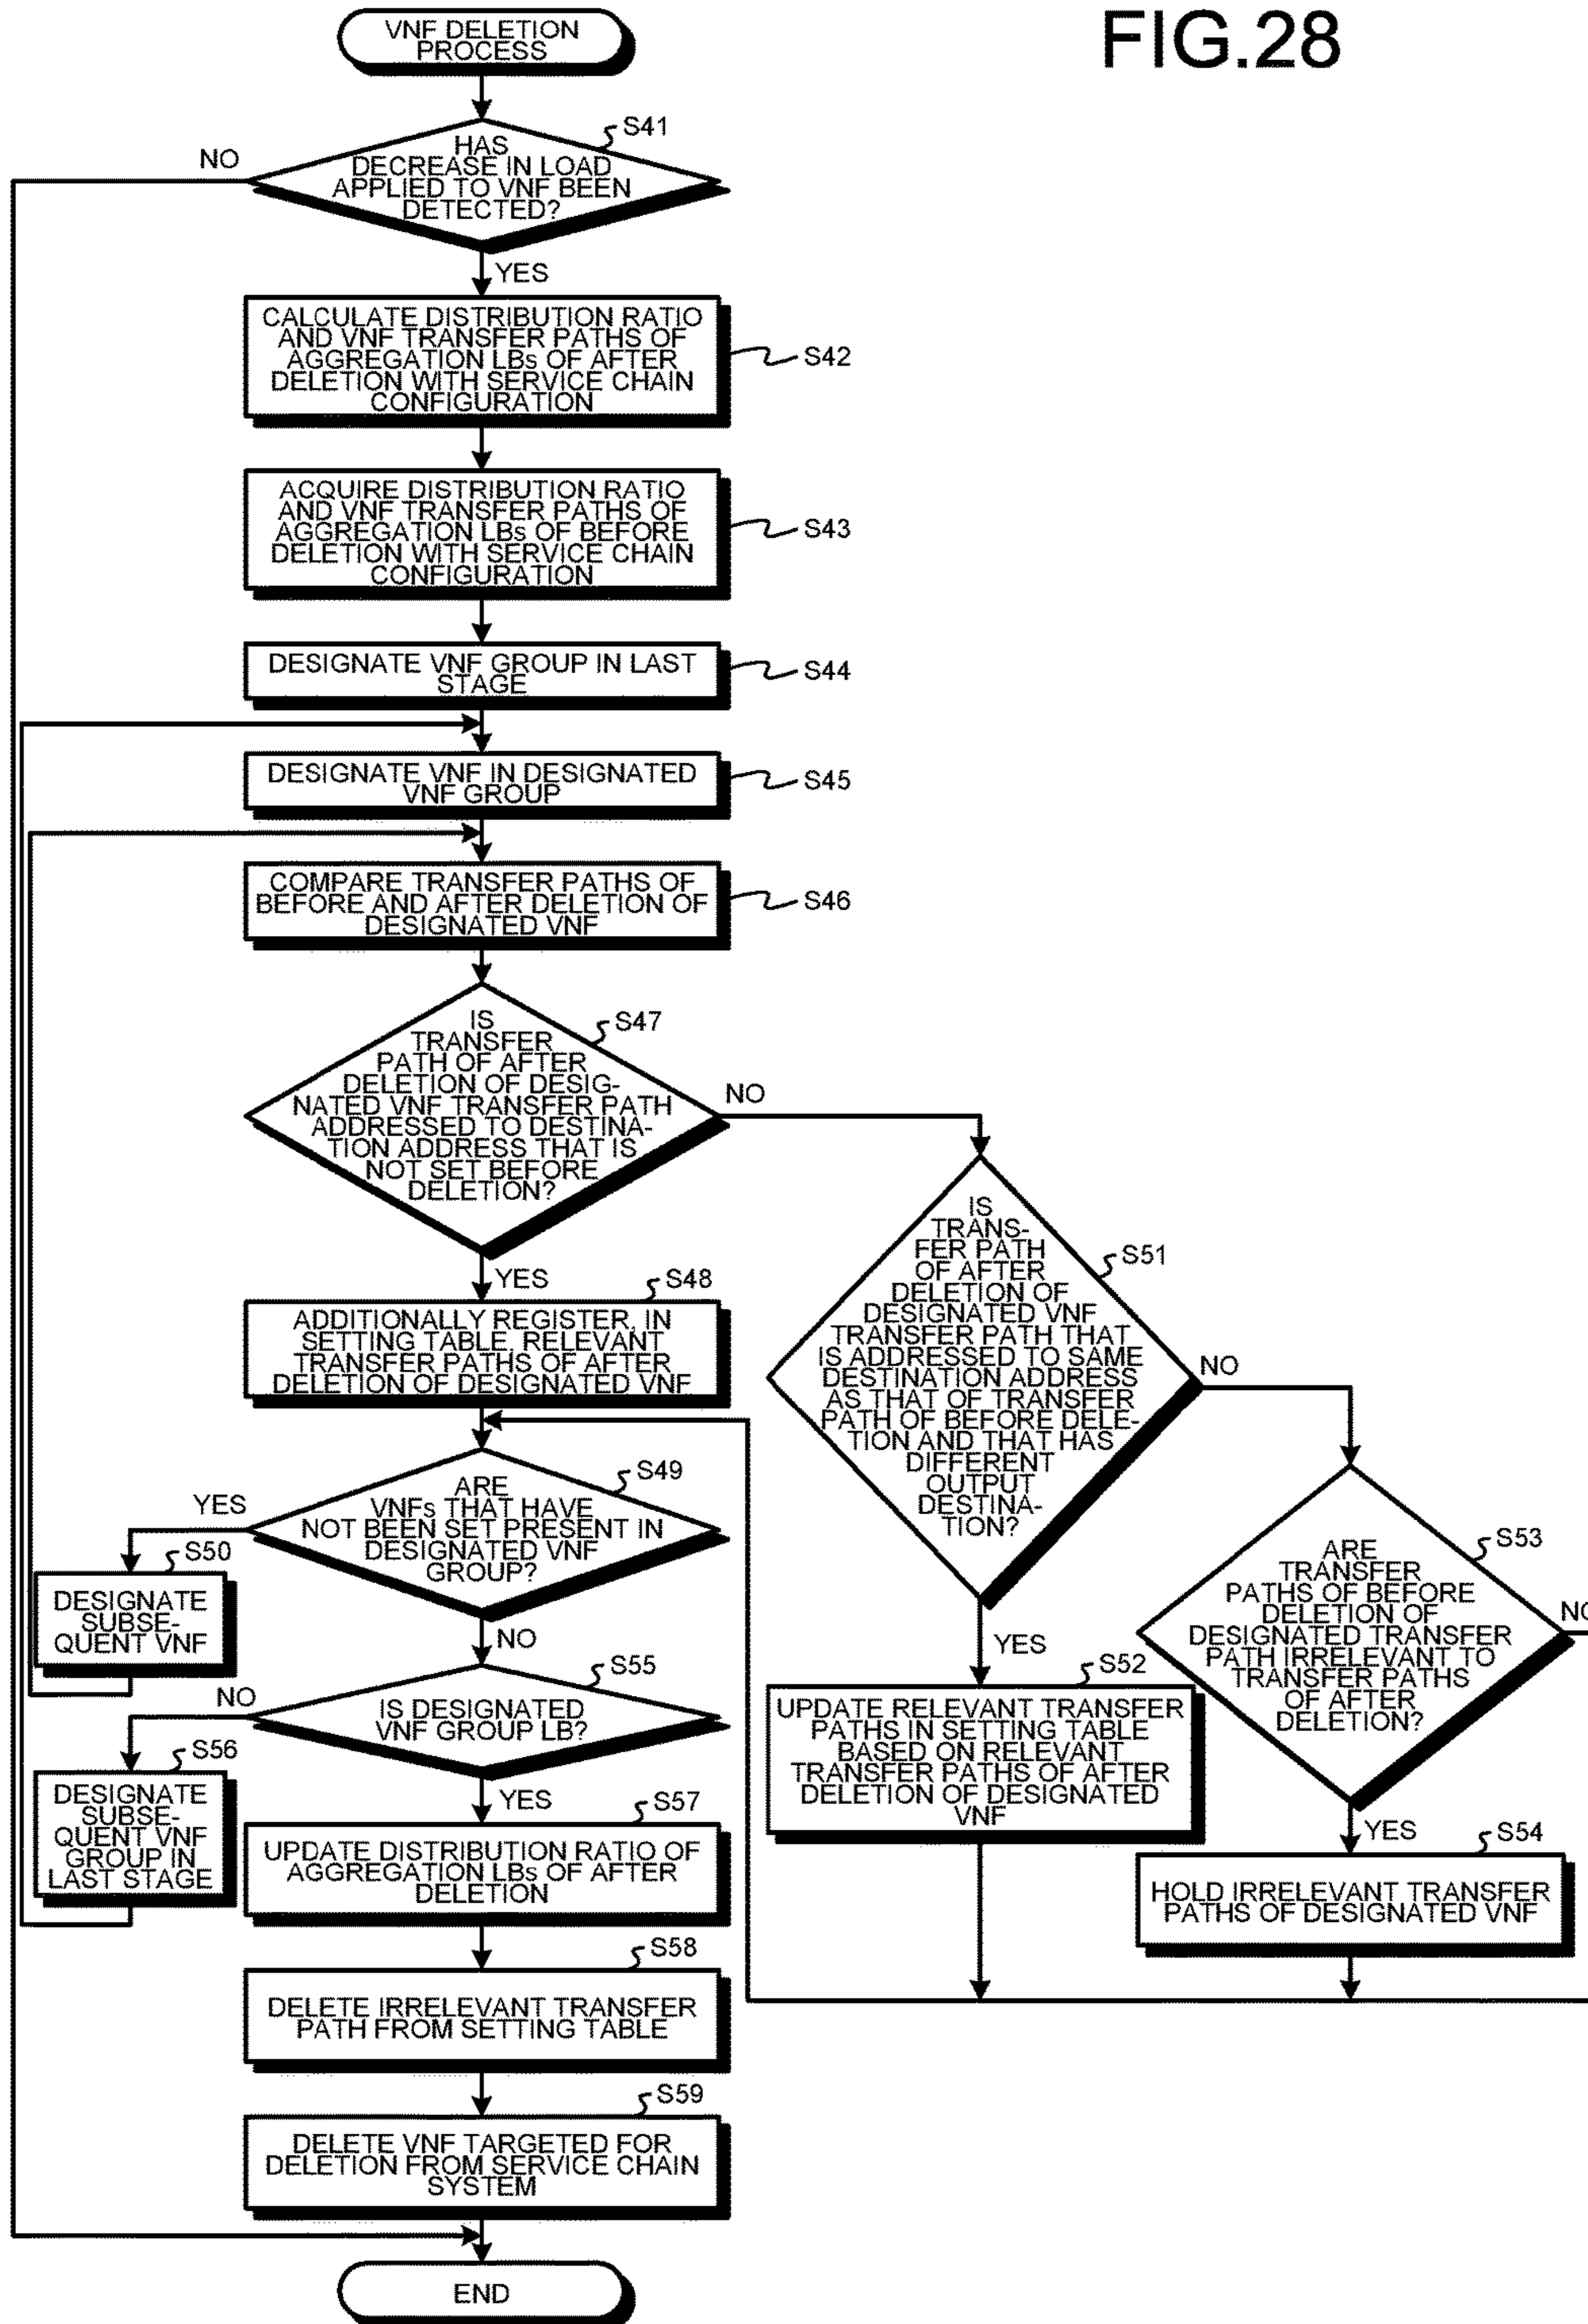 FIG.28
VNF DELETION
PROCESS
S41
HAS
DECREASE IN LOAD
APPLIED TO VNF BEEN
DETECTED?
NO
YES
CALCULATE DISTRIBUTION RATIO
AND VNF TRANSFER PATHS OF
AGGREGATION LBs OF AFTER
DELETION WITH SERVICE CHAIN
CONFIGURATION
S42
ACQUIRE DISTRIBUTION RATIO
AND VNF TRANSFER PATHS OF
AGGREGATION LBs OF BEFORE
DELETION WITH SERVICE CHAIN
CONFIGURATION
S43
DESIGNATE VNF GROUP IN LAST
STAGE
S44
DESIGNATE VNF IN DESIGNATED
VNF GROUP
S45
COMPARE TRANSFER PATHS OF
BEFORE AND AFTER DELETION OF
DESIGNATED VNF
S46
IS
TRANSFER
PATH OF AFTER
DELETION OF DESIG-
NATED VNF TRANSFER PATH
ADDRESSED TO DESTINA-
TION ADDRESS THAT IS
NOT SET BEFORE
DELETION?
S47
NO
YES
S48
ADDITIONALLY REGISTER, IN
SETTING TABLE, RELEVANT
TRANSFER PATHS OF AFTER
DELETION OF DESIGNATED VNF
S49
ARE
VNFs THAT HAVE
NOT BEEN SET PRESENT IN
DESIGNATED VNF
GROUP?
YES
NO
S50
DESIGNATE
SUBSE-
QUENT VNF
IS
TRANS-
FER PATH
OF AFTER
DELETION OF
DESIGNATED VNF
TRANSFER PATH THAT
IS ADDRESSED TO SAME
DESTINATION ADDRESS
AS THAT OF TRANSFER
PATH OF BEFORE DELE-
TION AND THAT HAS
DIFFERENT
OUTPUT
DESTINA-
TION?
S51
NO
YES
S52
UPDATE RELEVANT TRANSFER
PATHS IN SETTING TABLE
BASED ON RELEVANT
TRANSFER PATHS OF AFTER
DELETION OF DESIGNATED
VNF
S53
ARE
TRANSFER
PATHS OF BEFORE
DELETION OF
DESIGNATED TRANSFER
PATH IRRELEVANT TO
TRANSFER PATHS
OF AFTER
DELETION?
NO
YES
S54
HOLD IRRELEVANT TRANSFER
PATHS OF DESIGNATED VNF
S55
IS DESIGNATED
VNF GROUP LB?
NO
YES
S56
DESIGNATE
SUBSE-
QUENT VNF
GROUP IN
LAST STAGE
S57
UPDATE DISTRIBUTION RATIO OF
AGGREGATION LBs OF AFTER
DELETION
S58
DELETE IRRELEVANT TRANSFER
PATH FROM SETTING TABLE
S59
DELETE VNF TARGETED FOR
DELETION FROM SERVICE CHAIN
SYSTEM
END